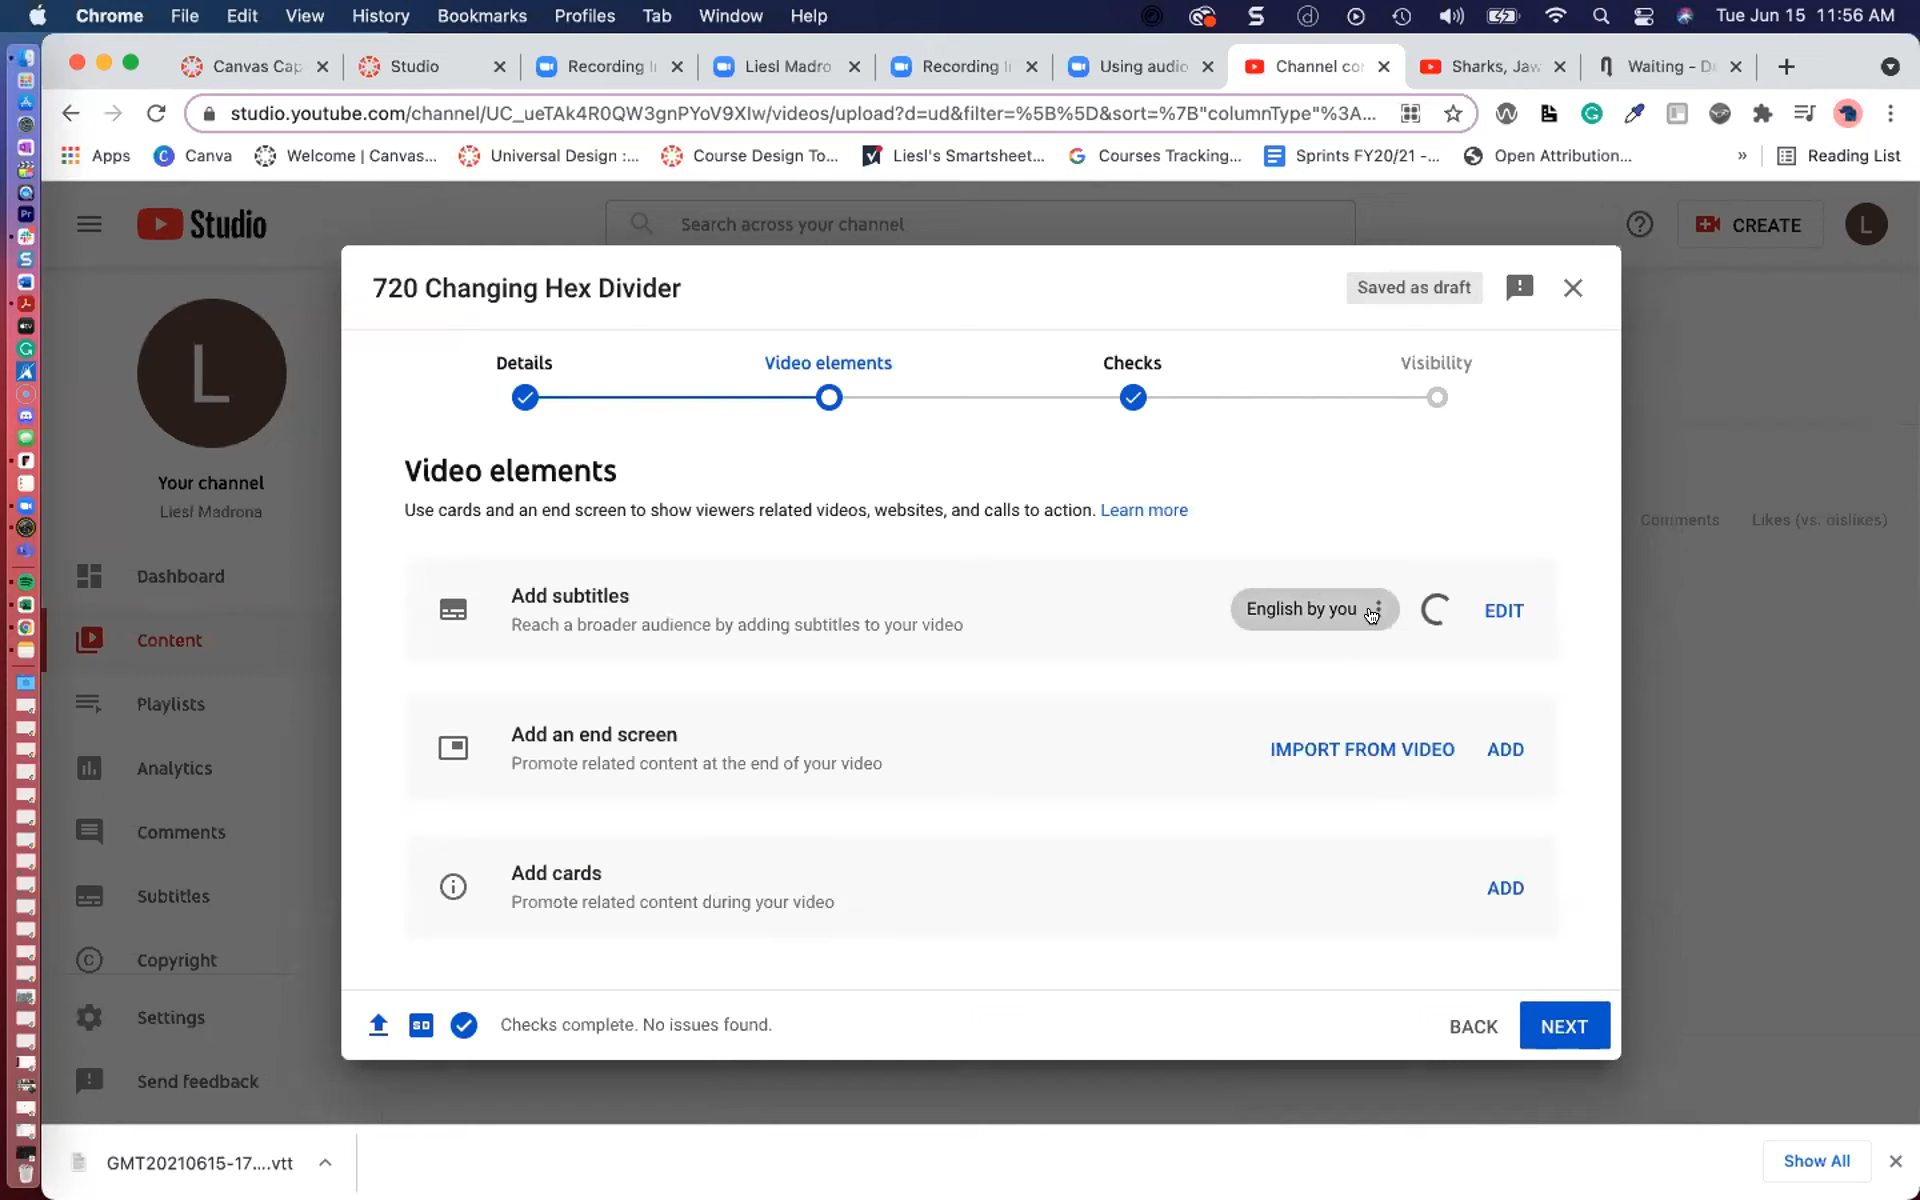 Chrome File Edit View History Bookmarks Profiles Tab Window Help Tue Jun 15 11:56 AM
Canvas Cap Studio Recording Liesl Madro Recording Using audio Channel co Sharks, Jaw Waiting - D
studio.youtube.com/channel/UC_ueTAk4R0QW3gnPYoV9XIw/videos/upload?d=ud&filter=%5B%5D&sort=%7B"columnType"%3A...
Apps Canva Welcome | Canvas... Universal Design :... Course Design To... Liesl's Smartsheet... Courses Tracking,... Sprints FY20/21 -... Open Attribution... » Reading List
Studio Search across your channel CREATE L
720 Changing Hex Divider Saved as draft
Details Video elements Checks Visibility
L
Your channel
Liesl Madrona
Video elements
Use cards and an end screen to show viewers related videos, websites, and calls to action. Learn more
Comments Likes (vs. dislikes)
Dashboard
Content
Playlists
Analytics
Comments
Subtitles
Copyright
Settings
Send feedback
Add subtitles
Reach a broader audience by adding subtitles to your video
English by you EDIT
Add an end screen
Promote related content at the end of your video
IMPORT FROM VIDEO ADD
Add cards
Promote related content during your video
ADD
SD Checks complete. No issues found. BACK NEXT
GMT20210615-17....vtt Show All